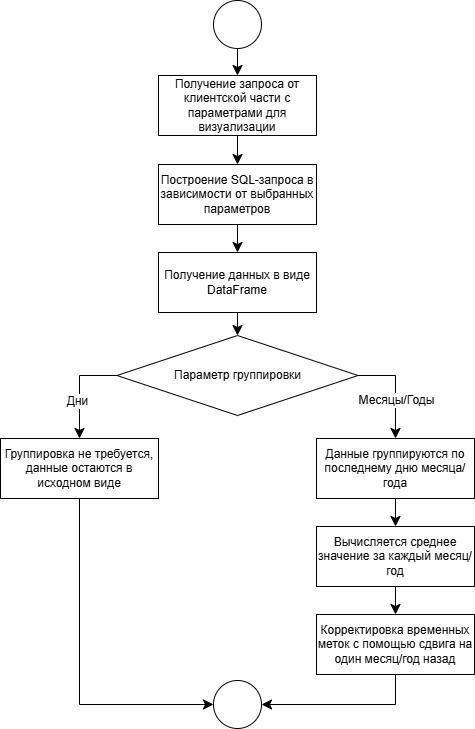 Получение запроса от
клиентской части с
параметрами для
визуализации
Построение SQL-запроса в
зависимости от выбранных
параметров
Получение данных в виде
DataFrame
Параметр группировки
Дни
Месяцы/Годы
Группировка не требуется,
данные остаются в
исходном виде
Данные группируются по
последнему дню месяца/
года
Вычисляется среднее
значение за каждый месяц/
год
Корректировка временных
меток с помощью сдвига на
один месяц/год назад